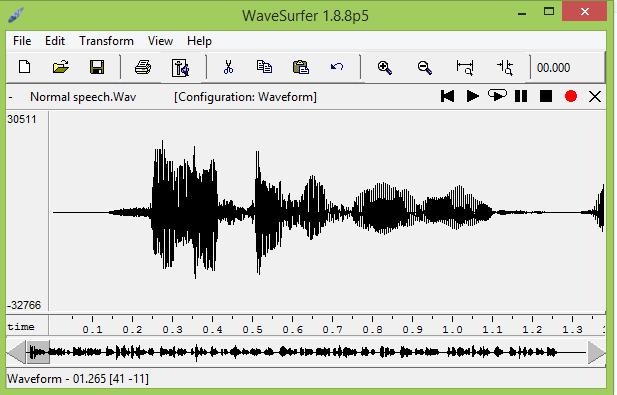 WaveSurfer 1.8.8p5
File Edit Transform View Help
00.000
- Normal speech.Wav [Configuration: Waveform]
30511
-32766
time 0.1 0.2 0.3 0.4 0.5 0.6 0.7 0.8 0.9 1.0 1.1 1.2 1.3 1
Waveform - 01.265 [41 -11]